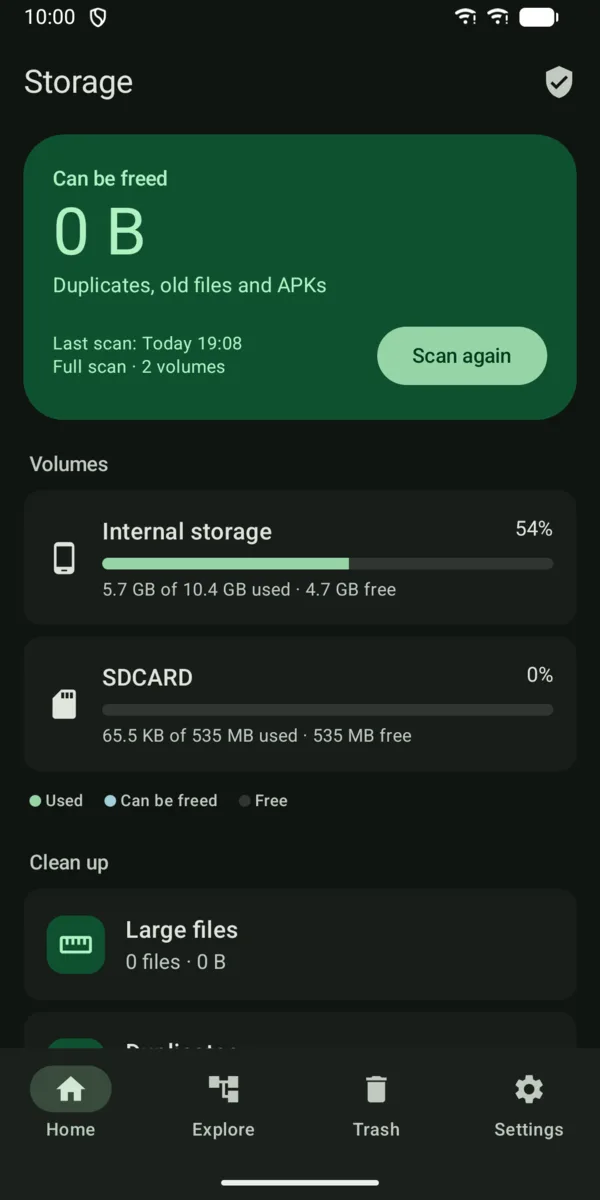 10:00
Storage
Can be freed
0 B
Duplicates, old files and APKs
Last scan: Today 19:08
Full scan · 2 volumes
Scan again
Volumes
Internal storage
54%
5.7 GB of 10.4 GB used · 4.7 GB free
SDCARD
0%
65.5 KB of 535 MB used · 535 MB free
Used
Can be freed
Free
Clean up
Large files
0 files · 0 B
Duplicates
Home
Explore
Trash
Settings